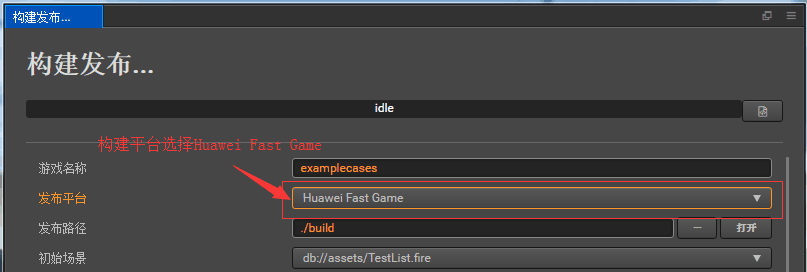 构建发布...
构建发布...
idle
构建平台选择Huawei Fast Game
游戏名称 examplecases
发布平台 Huawei Fast Game
发布路径 ./build ... 打开
初始场景 db://assets/TestList.fire